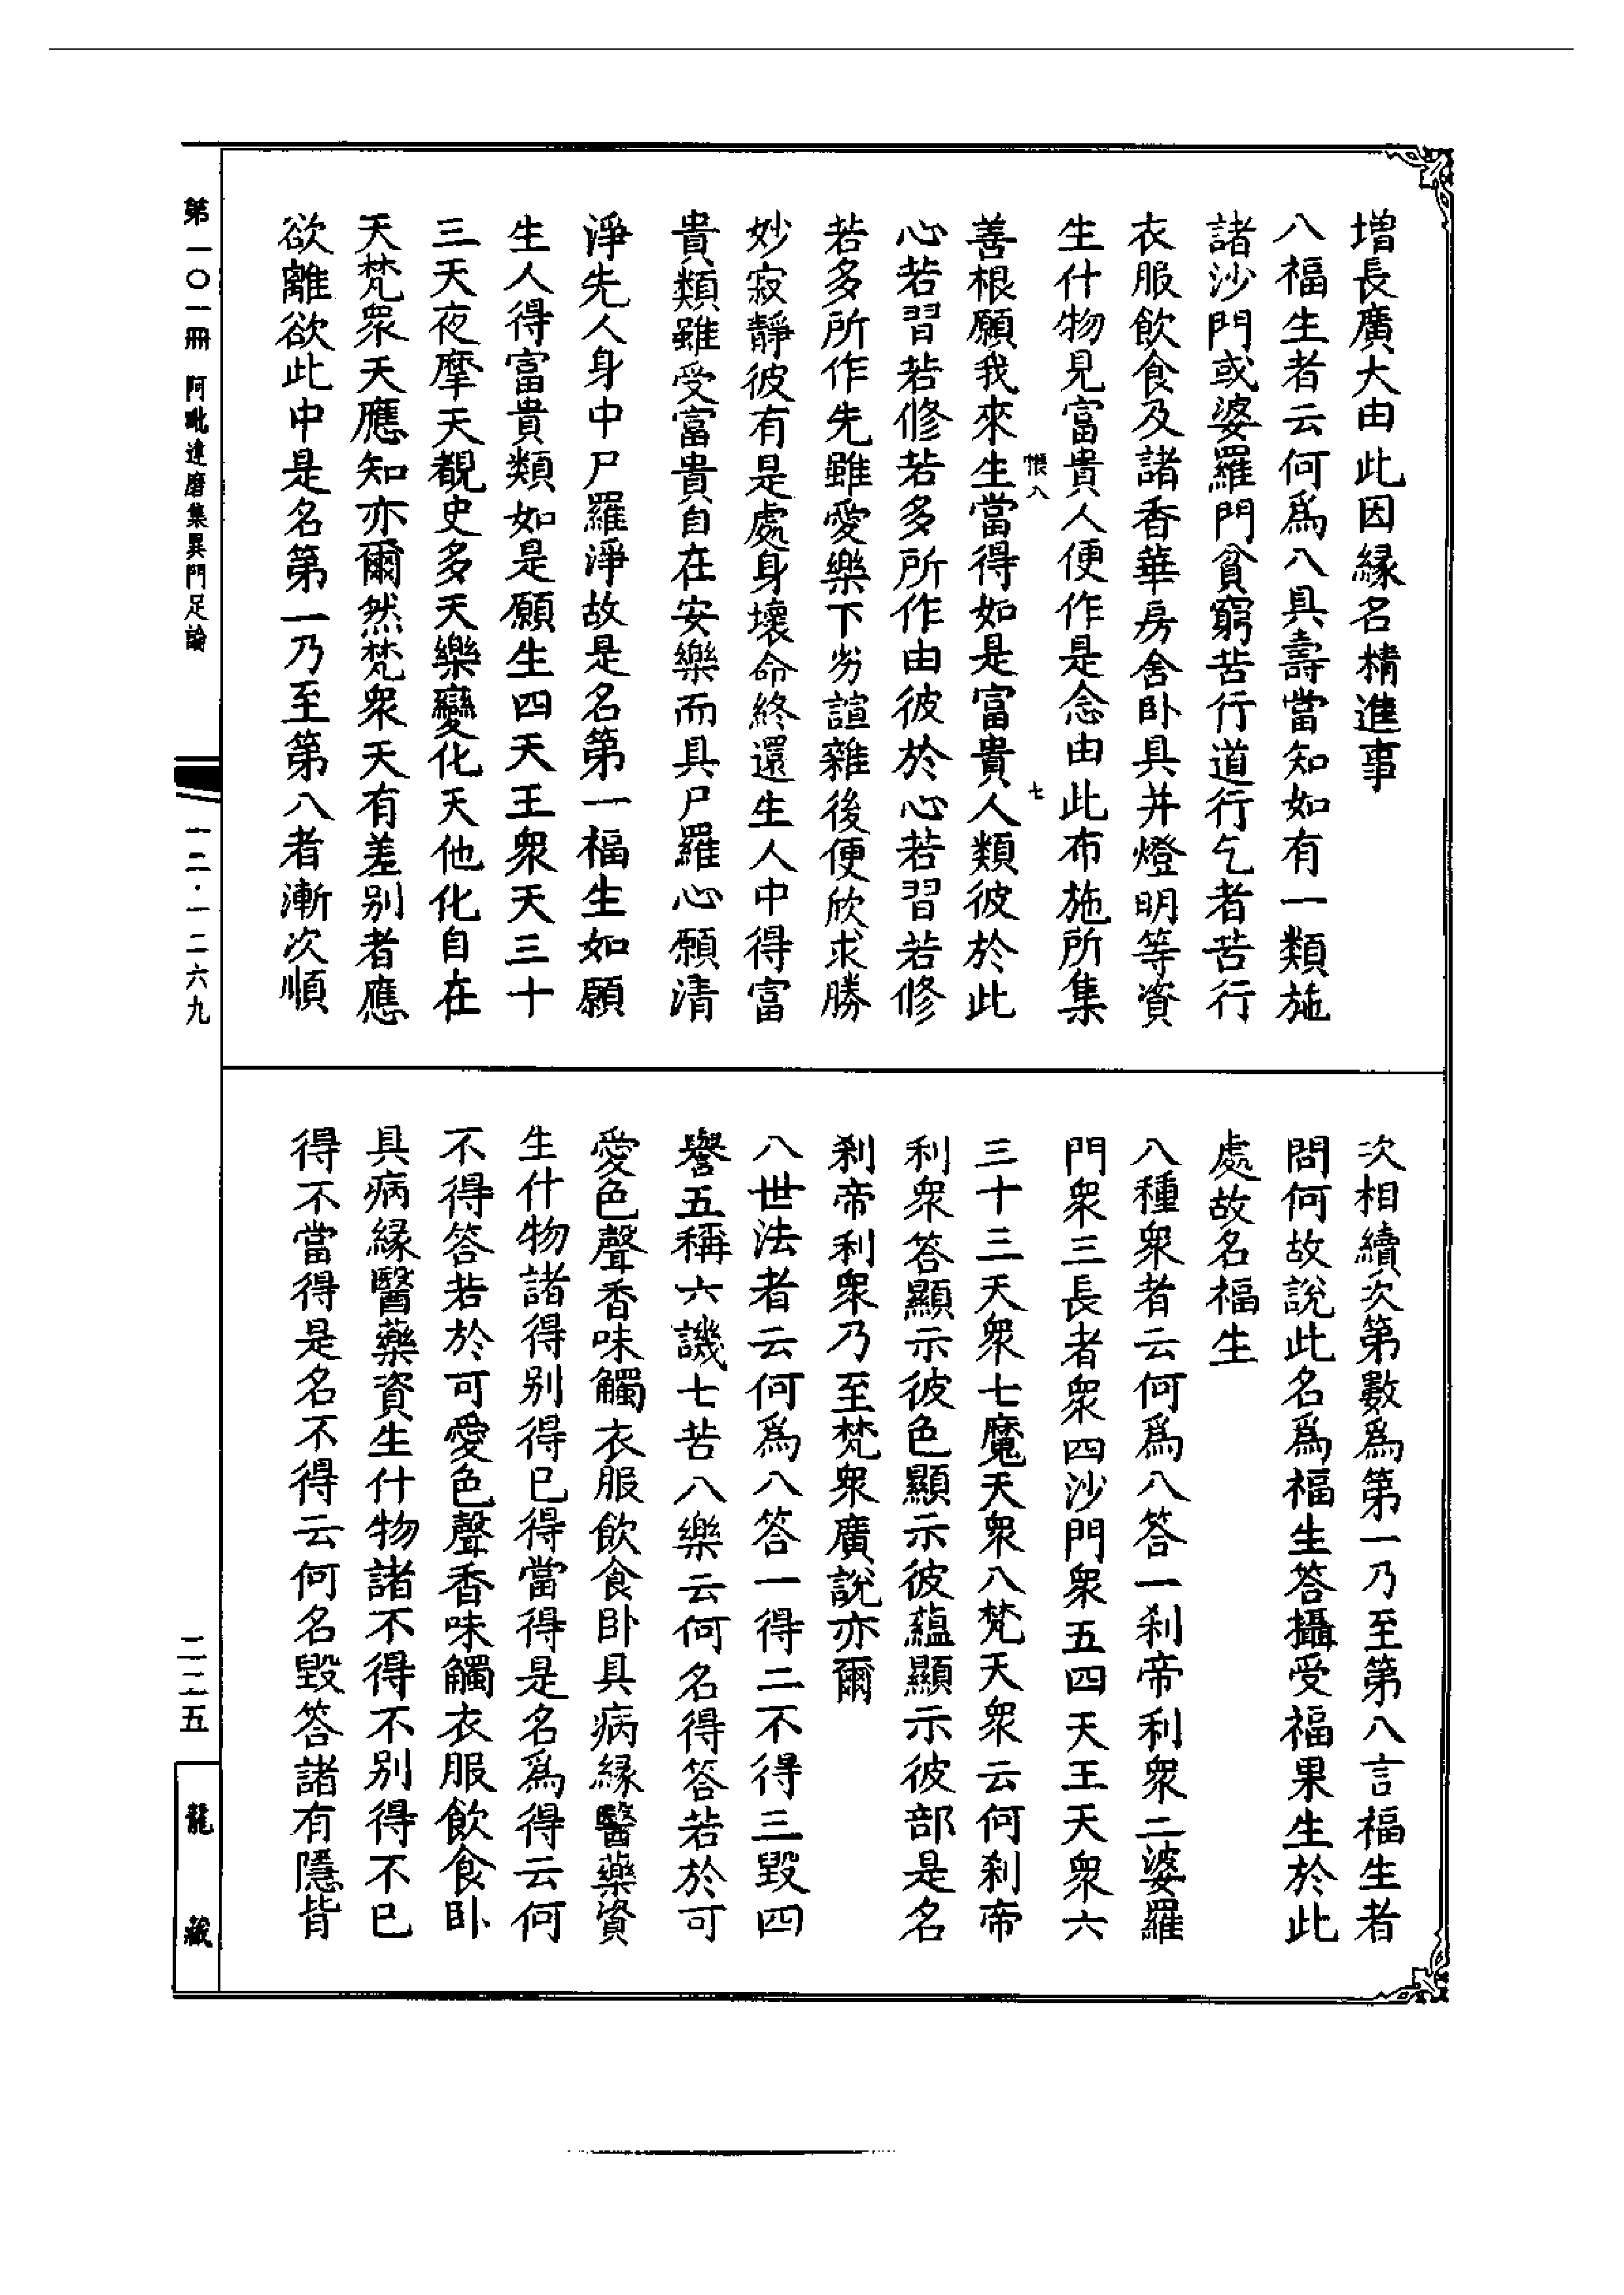 增長廣大由此因縁名精進事
八福生者云何爲八具壽當知如有一類施
諸沙門或婆羅門貧窮苦行道行乞者苦行
衣服飲食及諸香華房舍卧具并燈明等資
生什物見富貴人便作是念由此布施所集
帳八
七
善根願我來生當得如是富貴人類彼於此
心若習若修若多所作由彼於心若習若修
若多所作先雖愛樂下劣諠雜後便欣求勝
妙寂靜彼有是處身壞命終還生人中得富
貴類雖受富貴自在安樂而具尸羅心願清
淨先人身中尸羅淨故是名第一福生如願
生人得富貴類如是願生四天王衆天三十
三天夜摩天覩史多天樂變化天他化自在
天梵衆天應知亦爾然梵衆天有差别者應
欲離欲此中是名第一乃至第八者漸次順
次相續次第數爲第一乃至第八言福生者
問何故說此名爲福生答攝受福果生於此
處故名福生
八種衆者云何爲八答一刹帝利衆二婆羅
門衆三長者衆四沙門衆五四天王天衆六
三十三天衆七魔天衆八梵天衆云何刹帝
利衆答顯示彼色顯示彼蘊顯示彼部是名
刹帝利衆乃至梵衆廣說亦爾
八世法者云何爲八答一得二不得三毀四
譽五稱六譏七苦八樂云何名得答若於可
愛色聲香味觸衣服飲食卧具病縁醫藥資
生什物諸得别得已得當得是名爲得云何
不得答若於可愛色聲香味觸衣服飲食卧
具病縁醫藥資生什物諸不得不别得不已
得不當得是名不得云何名毀答諸有隱背
第一〇一冊
阿毗達磨集異門足論
一二·一二六九
二二五
龍藏